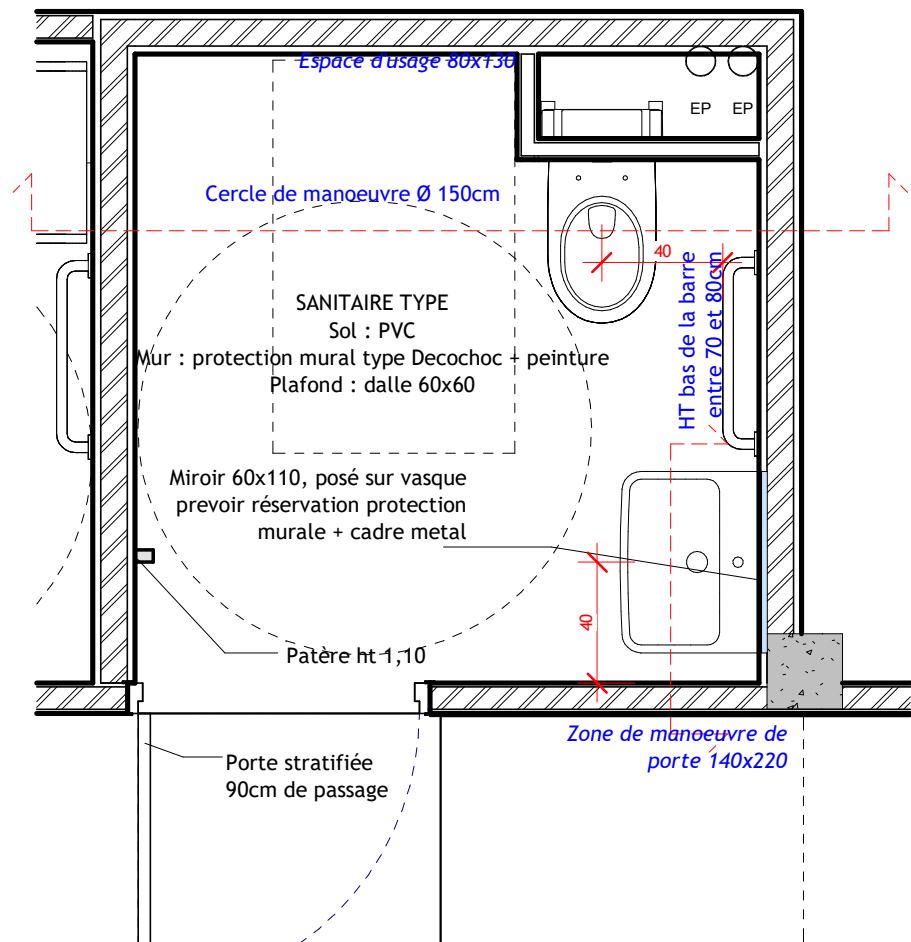 Espace d'usage 80x130
EP EP
Cercle de manoeuvre Ø 150cm
40
HT bas de la barre
entre 70 et 80cm
SANITAIRE TYPE
Sol : PVC
Mur : protection mural type Decochoc + peinture
Plafond : dalle 60x60
Miroir 60x110, posé sur vasque
prevoir réservation protection
murale + cadre metal
40
Patère ht 1,10
Zone de manoeuvre de
porte 140x220
Porte stratifiée
90cm de passage